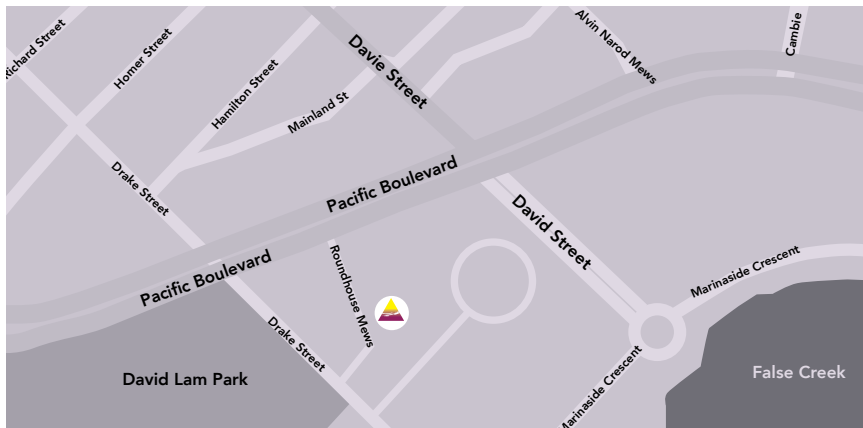 Richard Street
Homer Street
Hamilton Street
Mainland St
Davie Street
Alvin Narod Mews
Cambie
Drake Street
Pacific Boulevard
Pacific Boulevard
David Street
Roundhouse Mews
Marinaside Crescent
Drake Street
Marinaside Crescent
David Lam Park
False Creek